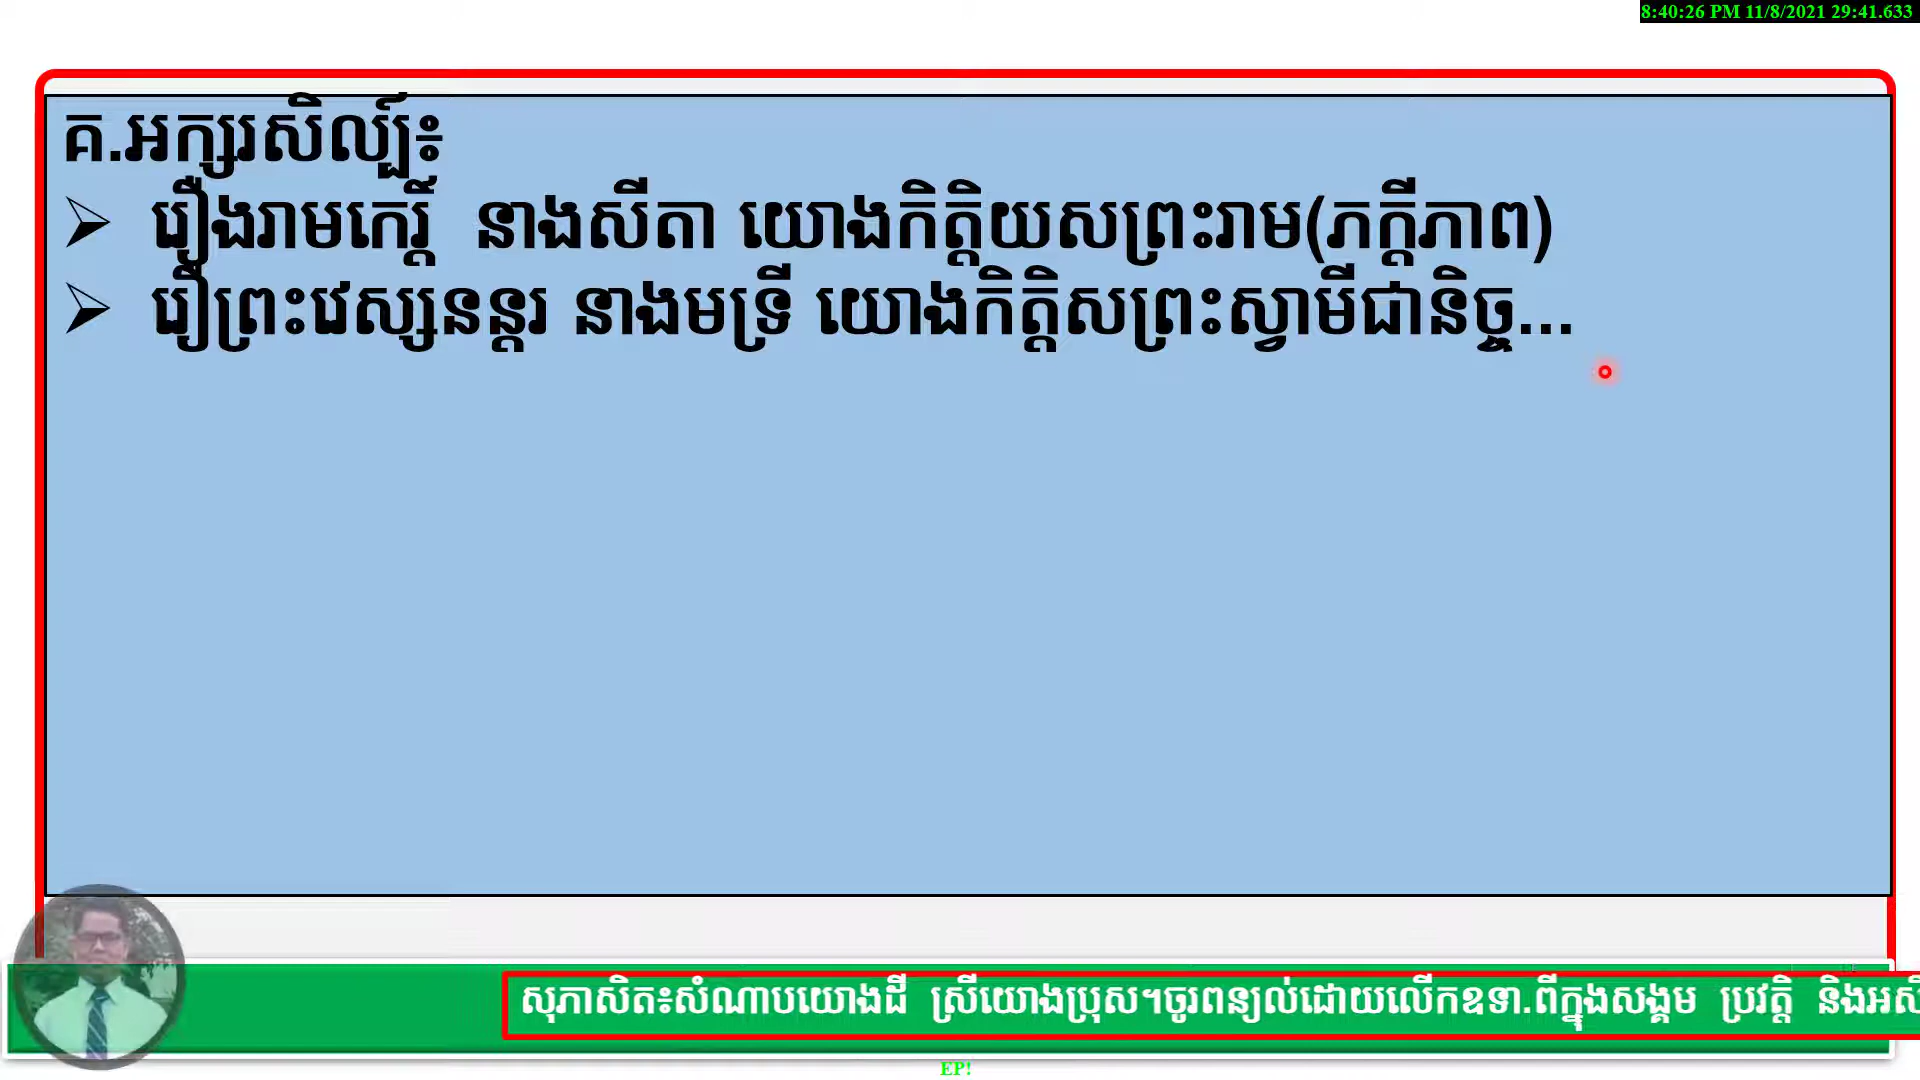 8:40:26 PM 11/8/2021 29:41.633
គ.អក្សរសិល្ប៍៖
➢ រឿងរាមកេរ្តិ៍ នាងសីតា យោងកិត្តិយសព្រះរាម(ភក្តីភាព)
➢ រឿព្រះវេស្សនន្តរ នាងមទ្រី យោងកិត្តិសព្រះស្វាមីជានិច្ច...
សុភាសិត៖សំណាបយោងដី ស្រីយោងប្រុស។ចូរពន្យល់ដោយលើកឧទា.ពីក្នុងសង្គម ប្រវត្តិ និងអសិ
EP!